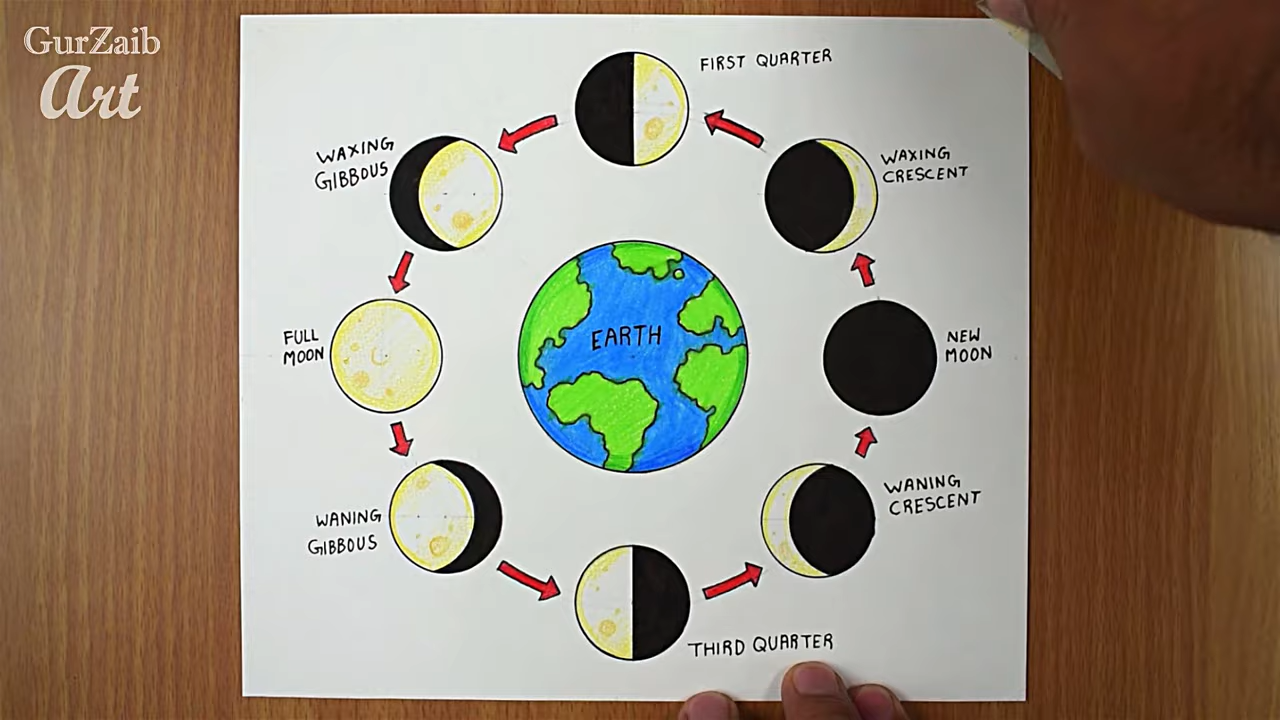 GurZaib
Art
FIRST QUARTER
WAXING
GIBBOUS
WAXING
CRESCENT
FULL
MOON
EARTH
NEW
MOON
WANING
GIBBOUS
WANING
CRESCENT
THIRD QUARTER